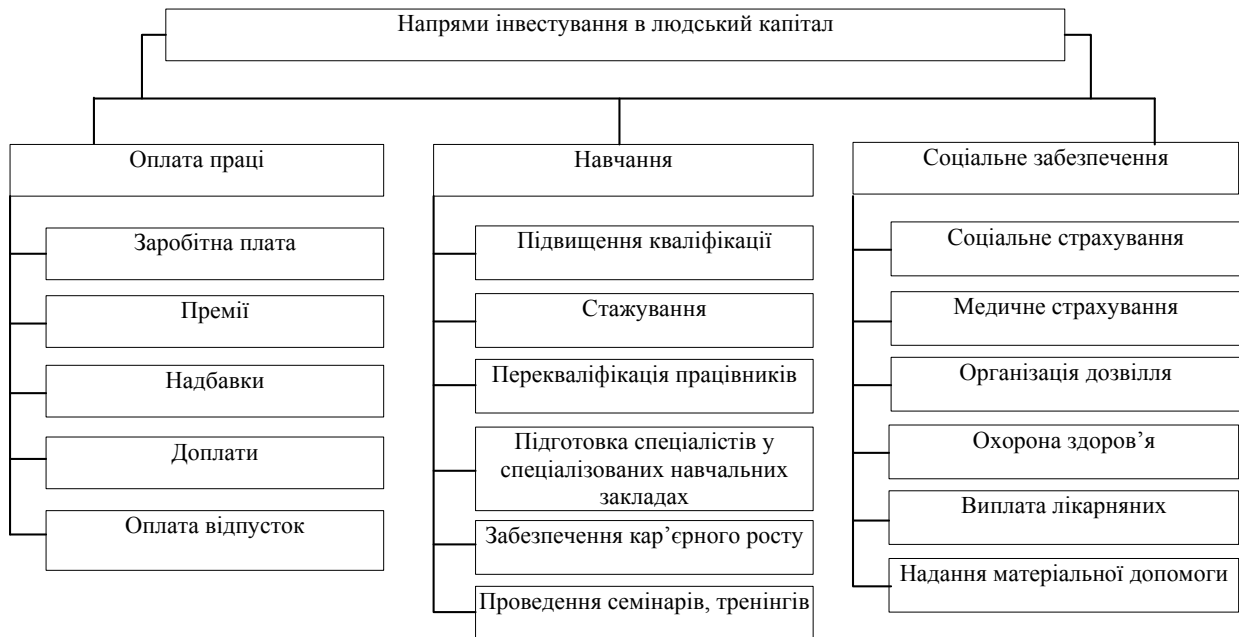 Напрями інвестування в людський капітал
Оплата праці
Заробітна плата
Премії
Надбавки
Доплати
Оплата відпусток
Навчання
Підвищення кваліфікації
Стажування
Перекваліфікація працівників
Підготовка спеціалістів у
спеціалізованих навчальних
закладах
Забезпечення кар’єрного росту
Проведення семінарів, тренінгів
Соціальне забезпечення
Соціальне страхування
Медичне страхування
Організація дозвілля
Охорона здоров’я
Виплата лікарняних
Надання матеріальної допомоги